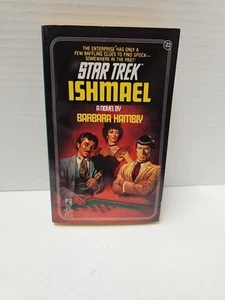 THE ENTERPRISE HAS ONLY A
FEW BAFFLING CLUES TO FIND SPOCK—
SOMEWHERE IN THE PAST!
23
STAR TREK
ISHMAEL
A NOVEL BY
BARBARA HAMBLY